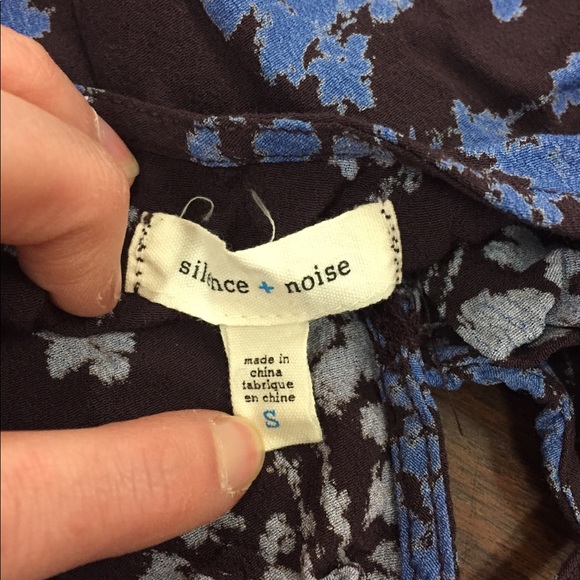 silence + noise
made in
china
fabrique
en chine
S